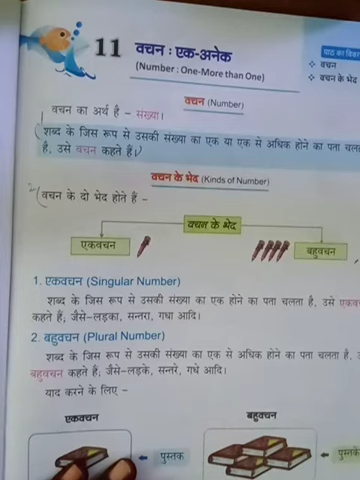 11
वचन : एक-अनेक
(Number : One-More than One)
❖ वचन
❖ वचन के भेद
वचन (Number)
वचन का अर्थ है – संख्या।
शब्द के जिस रूप से उसकी संख्या का एक या एक से अधिक होने का पता
है, उसे वचन कहते हैं।
वचन के भेद (Kinds of Number)
वचन के दो भेद होते हैं –
वचन के भेद
एकवचन
बहुवचन
1. एकवचन (Singular Number)
शब्द के जिस रूप से उसकी संख्या का एक होने का पता चलता है, उसे
कहते हैं; जैसे–लड़का, सन्तरा, गधा आदि।
2. बहुवचन (Plural Number)
शब्द के जिस रूप से उसकी संख्या का एक से अधिक होने का पता चलता है,
बहुवचन कहते हैं; जैसे–लड़के, सन्तरे, गधे आदि।
याद करने के लिए –
एकवचन
बहुवचन
पुस्तक
पुस्तकें